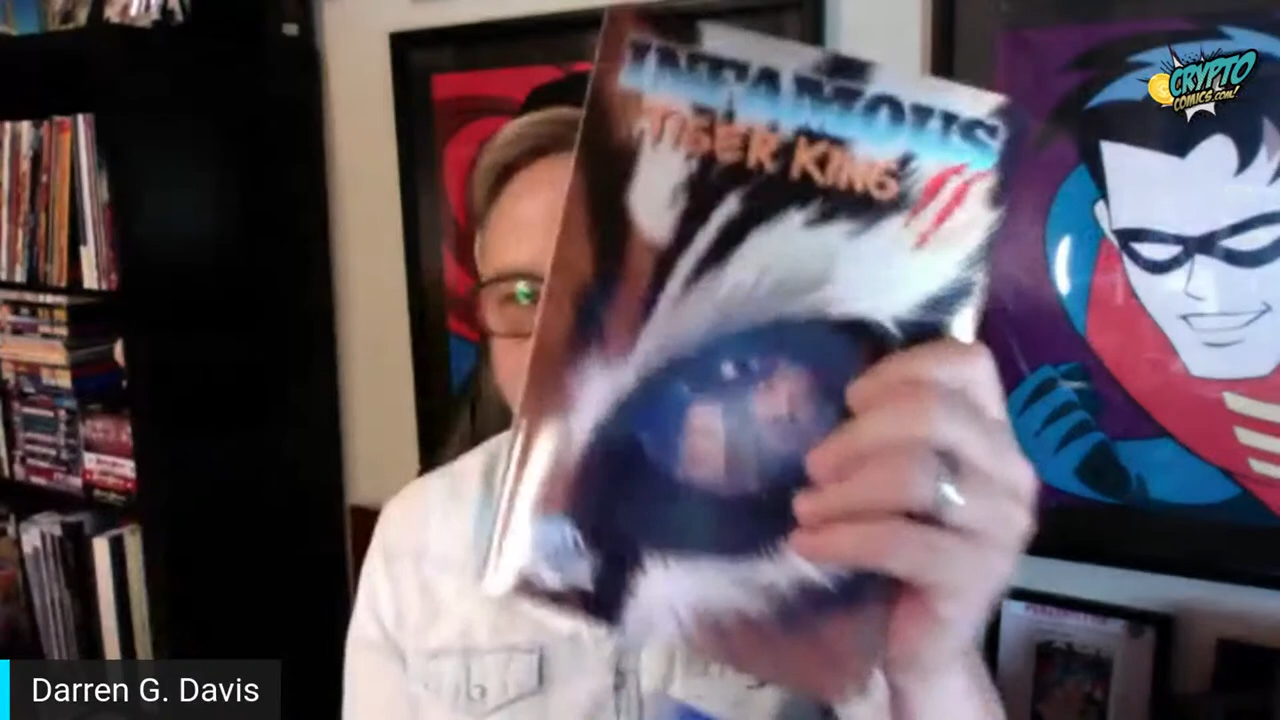 CRYPTO
COMICS.COM!
INFAMOUS
TIGER KING
Darren G. Davis